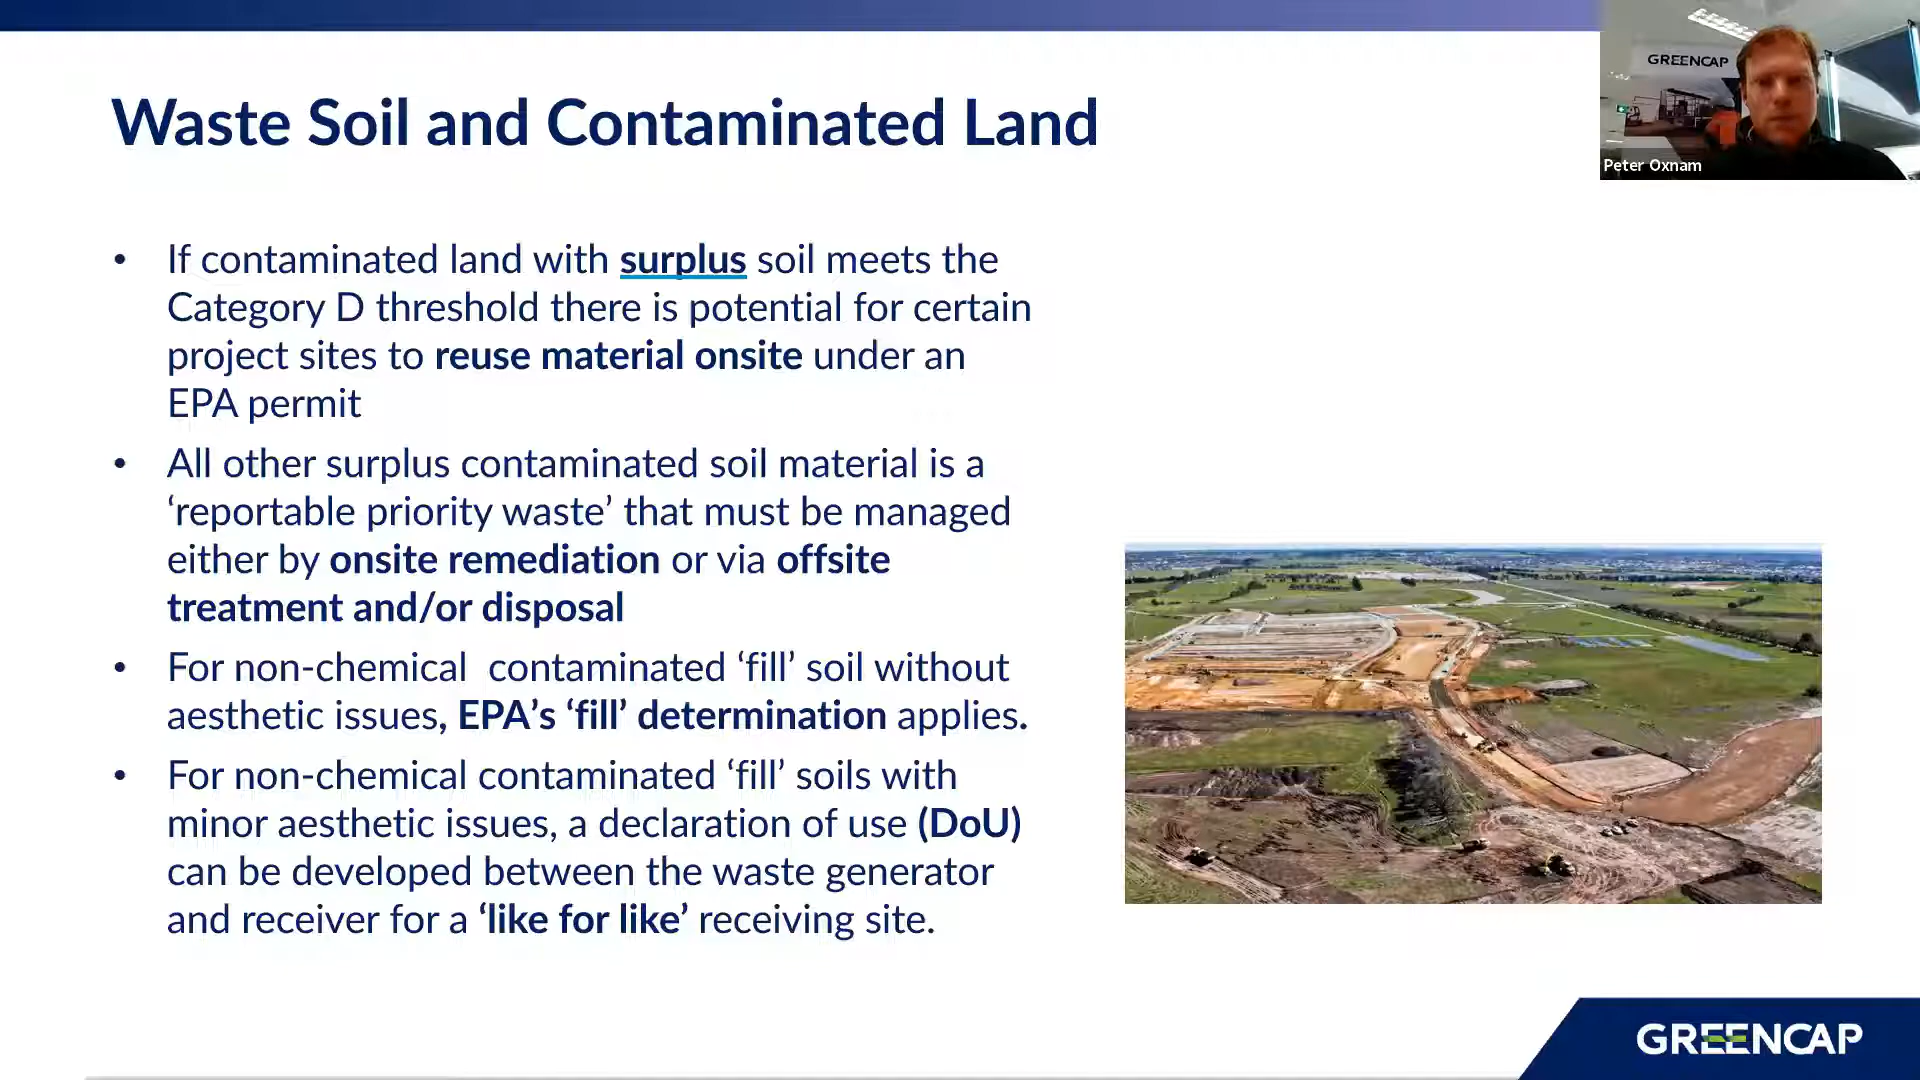 GREENCAP
Peter Oxnam
Waste Soil and Contaminated Land
• If contaminated land with surplus soil meets the
Category D threshold there is potential for certain
project sites to reuse material onsite under an
EPA permit
• All other surplus contaminated soil material is a
‘reportable priority waste’ that must be managed
either by onsite remediation or via offsite
treatment and/or disposal
• For non-chemical  contaminated ‘fill’ soil without
aesthetic issues, EPA’s ‘fill’ determination applies.
• For non-chemical contaminated ‘fill’ soils with
minor aesthetic issues, a declaration of use (DoU)
can be developed between the waste generator
and receiver for a ‘like for like’ receiving site.
GREENCAP